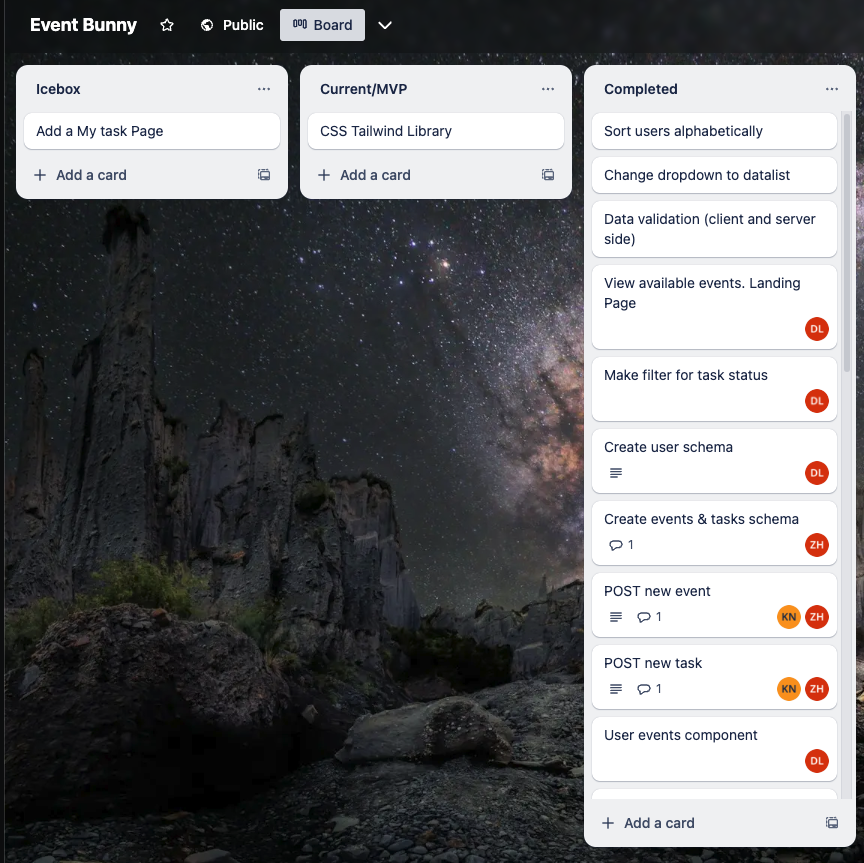 Event Bunny
Public
Board
Icebox
Add a My task Page
Add a card
Current/MVP
CSS Tailwind Library
Add a card
Completed
Sort users alphabetically
Change dropdown to datalist
Data validation (client and server
side)
View available events. Landing
Page
DL
Make filter for task status
DL
Create user schema
DL
Create events & tasks schema
1
ZH
POST new event
1
KN ZH
POST new task
1
KN ZH
User events component
DL
Add a card